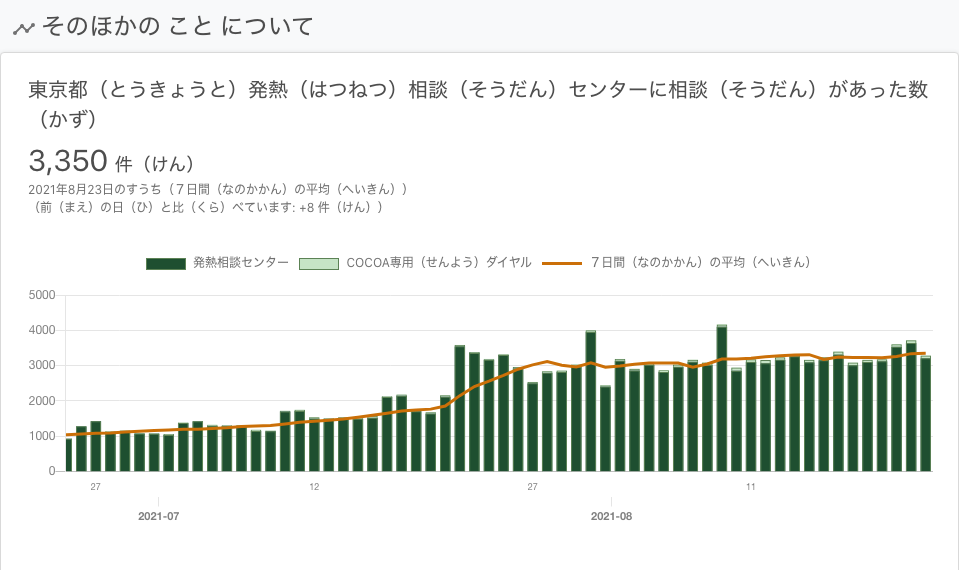 そのほかの こと について
東京都（とうきょうと）発熱（はつねつ）相談（そうだん）センターに相談（そうだん）があった数
（かず）
3,350 件（けん）
2021年8月23日のすうち（７日間（なのかかん）の平均（へいきん））
（前（まえ）の日（ひ）と比（くら）べています: +8 件（けん））
発熱相談センター COCOA専用（せんよう）ダイヤル ７日間（なのかかん）の平均（へいきん）
5000
4000
3000
2000
1000
0
27 12 27 11
2021-07 2021-08